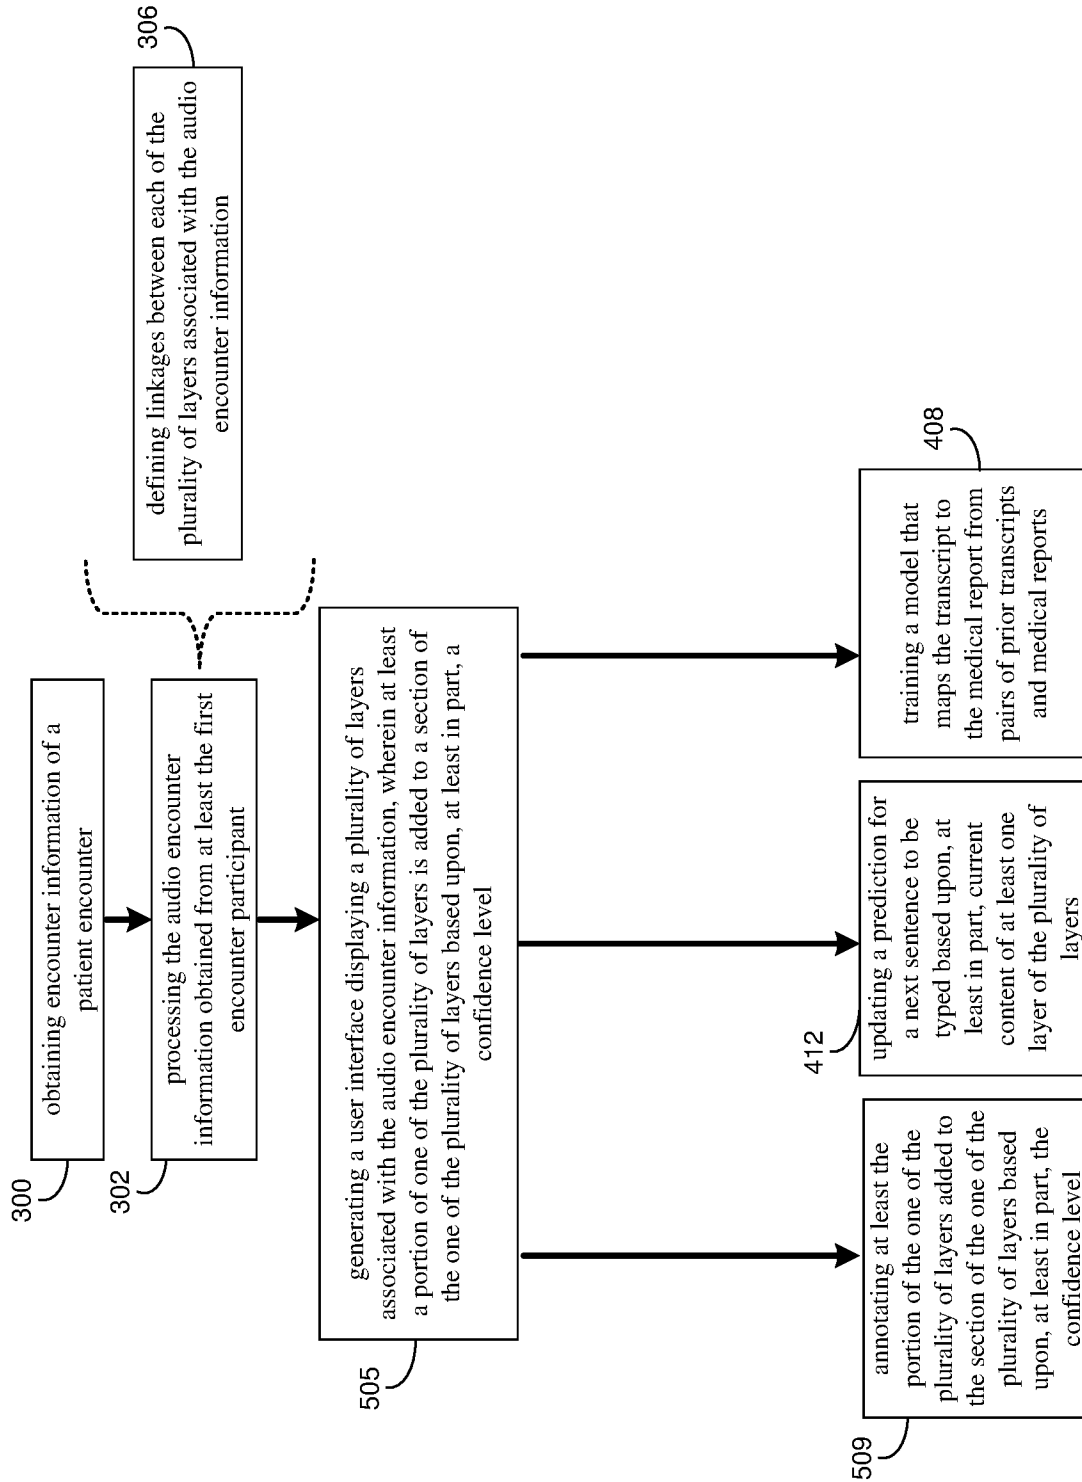 300
obtaining encounter information of a
patient encounter
302
processing the audio encounter
information obtained from at least the first
encounter participant
306
defining linkages between each of the
plurality of layers associated with the audio
encounter information
505
generating a user interface displaying a plurality of layers
associated with the audio encounter information, wherein at least
a portion of one of the plurality of layers is added to a section of
the one of the plurality of layers based upon, at least in part, a
confidence level
509
annotating at least the
portion of the one of the
plurality of layers added to
the section of the one of the
plurality of layers based
upon, at least in part, the
confidence level
412
updating a prediction for
a next sentence to be
typed based upon, at
least in part, current
content of at least one
layer of the plurality of
layers
408
training a model that
maps the transcript to
the medical report from
pairs of prior transcripts
and medical reports